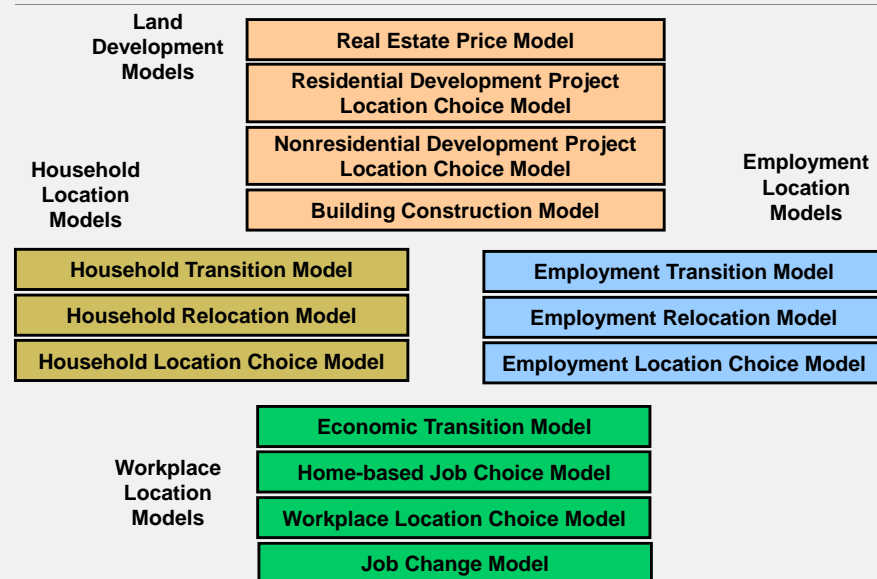 Land
Development
Models
Real Estate Price Model
Residential Development Project
Location Choice Model
Nonresidential Development Project
Location Choice Model
Building Construction Model
Household
Location
Models
Employment
Location
Models
Household Transition Model
Household Relocation Model
Household Location Choice Model
Employment Transition Model
Employment Relocation Model
Employment Location Choice Model
Workplace
Location
Models
Economic Transition Model
Home-based Job Choice Model
Workplace Location Choice Model
Job Change Model